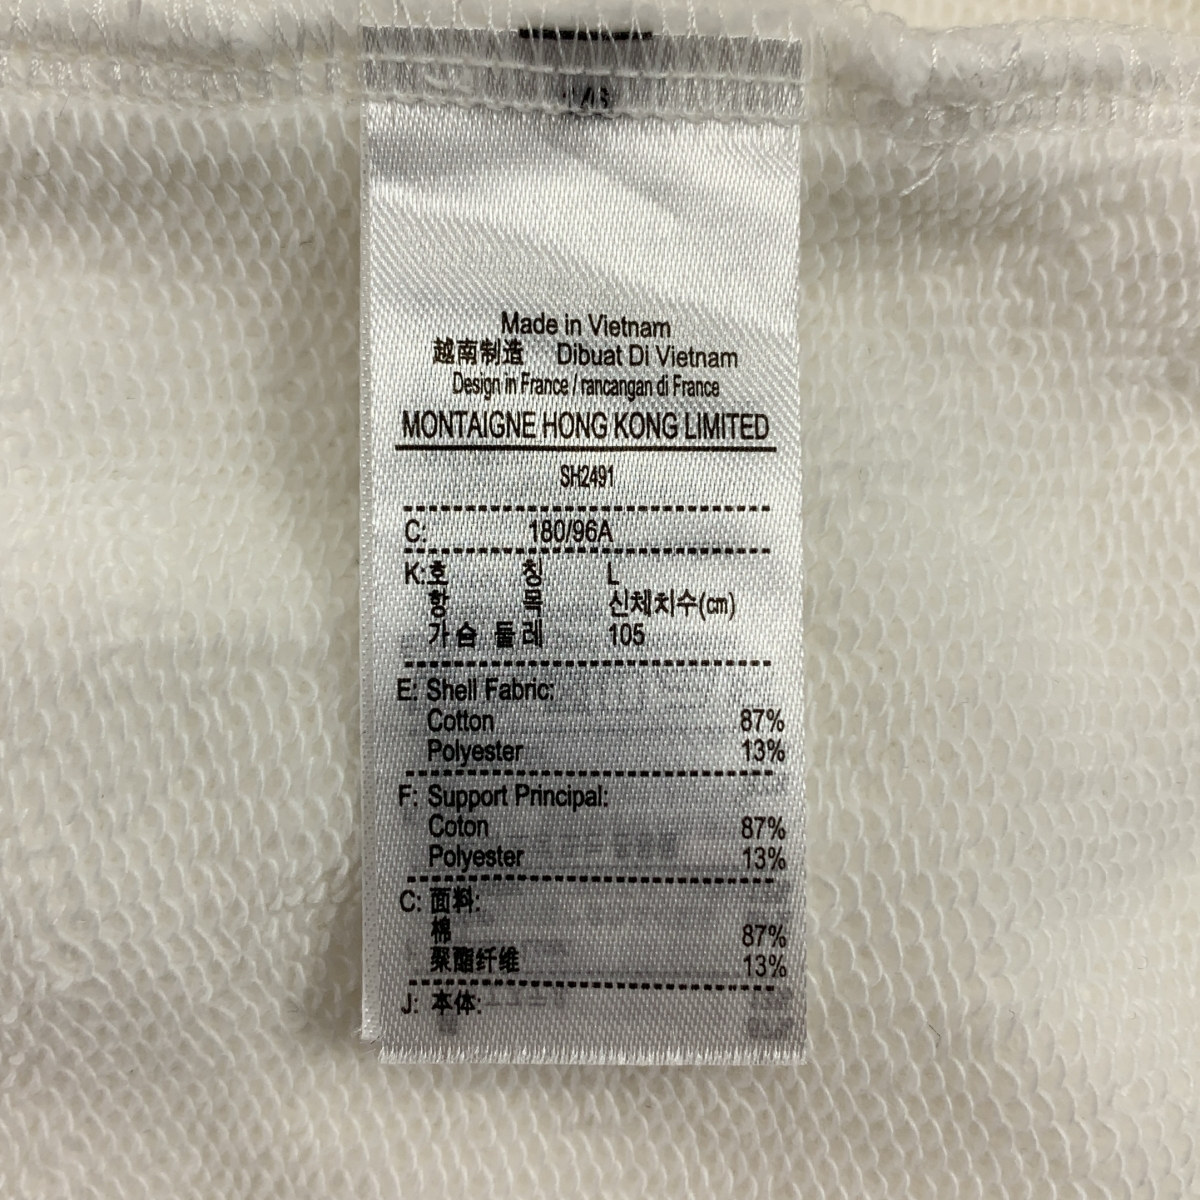 Made in Vietnam
越南制造 Dibuat Di Vietnam
Design in France / rancangan di France
MONTAIGNE HONG KONG LIMITED
SH2491
C: 180/96A
K: 호 칭 L
항 목 신체치수(㎝)
가슴 둘레 105
E: Shell Fabric:
Cotton 87%
Polyester 13%
F: Support Principal:
Coton 87%
Polyester 13%
C: 面料:
棉 87%
聚酯纤维 13%
J: 本体: